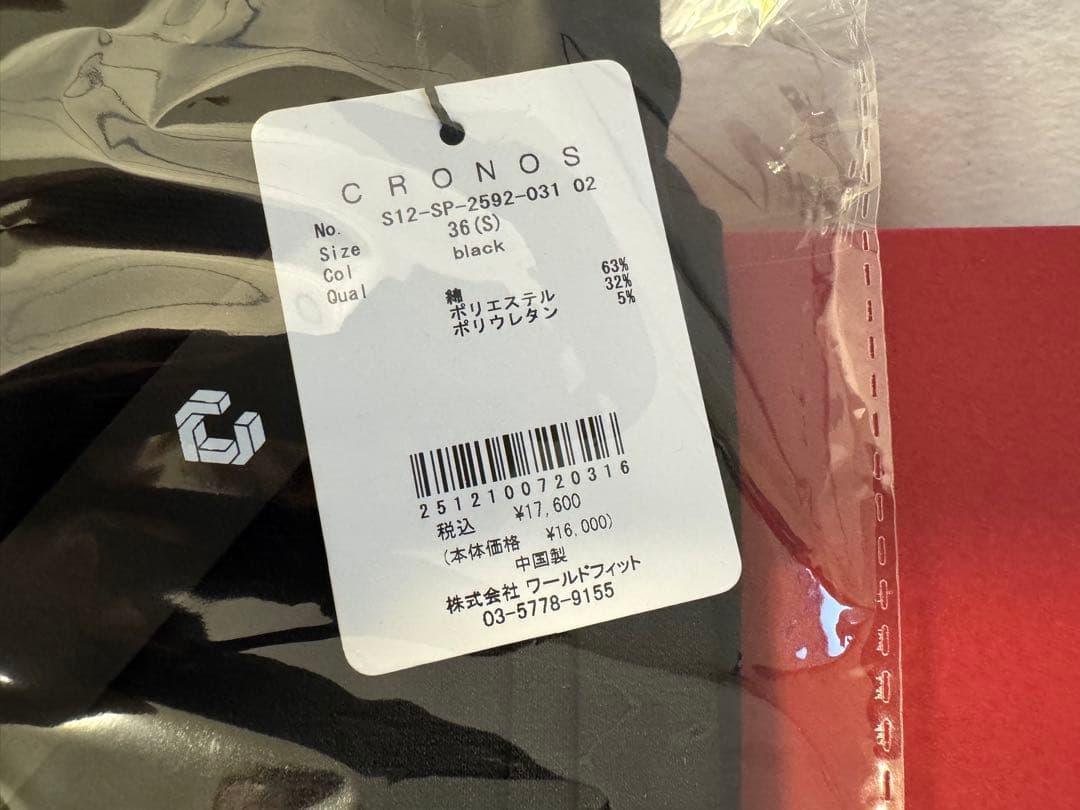 CRONOS
No. S12-SP-2592-031 02
Size 36(S)
Col black
Qual
綿 63%
ポリエステル 32%
ポリウレタン 5%
2512100720316
税込 ¥17,600
(本体価格 ¥16,000)
中国製
株式会社 ワールドフィット
03-5778-9155